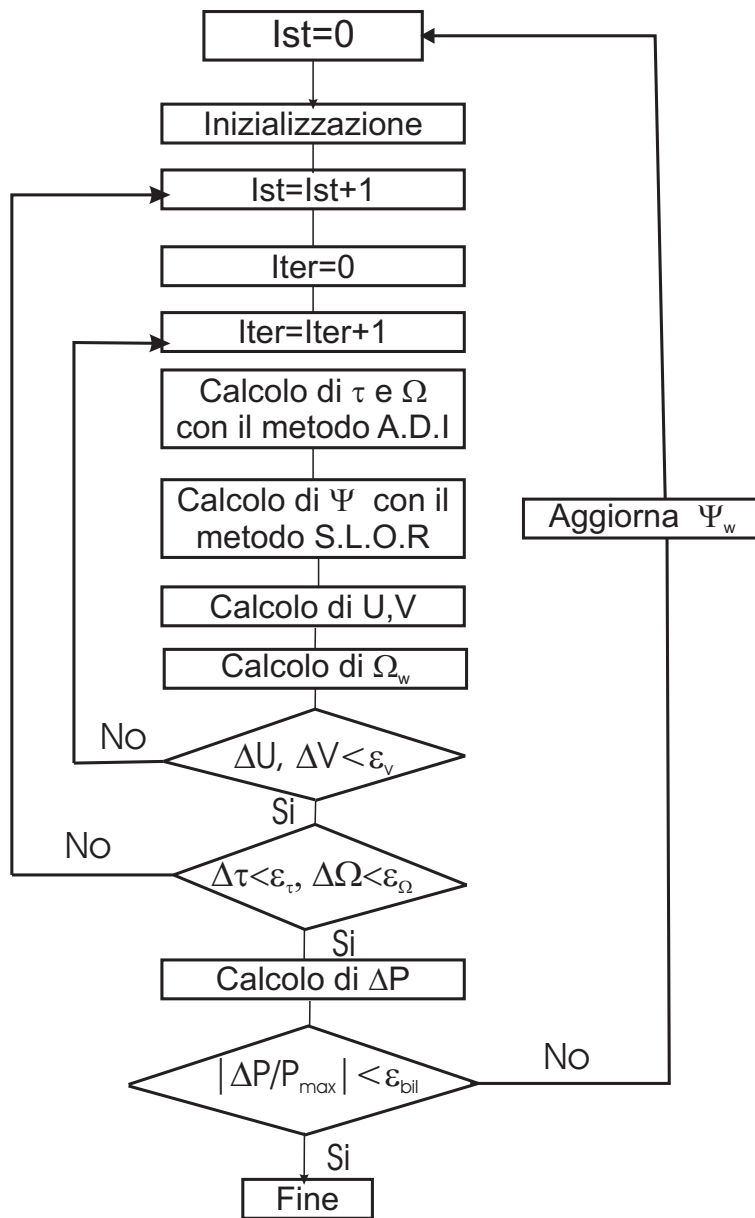 Ist=0
Inizializzazione
Ist=Ist+1
Iter=0
Iter=Iter+1
Calcolo di τ e Ω
con il metodo A.D.I
Calcolo di Ψ con il
metodo S.L.O.R
Aggiorna Ψw
Calcolo di U,V
Calcolo di Ωw
No
ΔU, ΔV<εv
Si
No
Δτ<ετ, ΔΩ<εΩ
Si
Calcolo di ΔP
No
|ΔP/Pmax| <εbil
Si
Fine